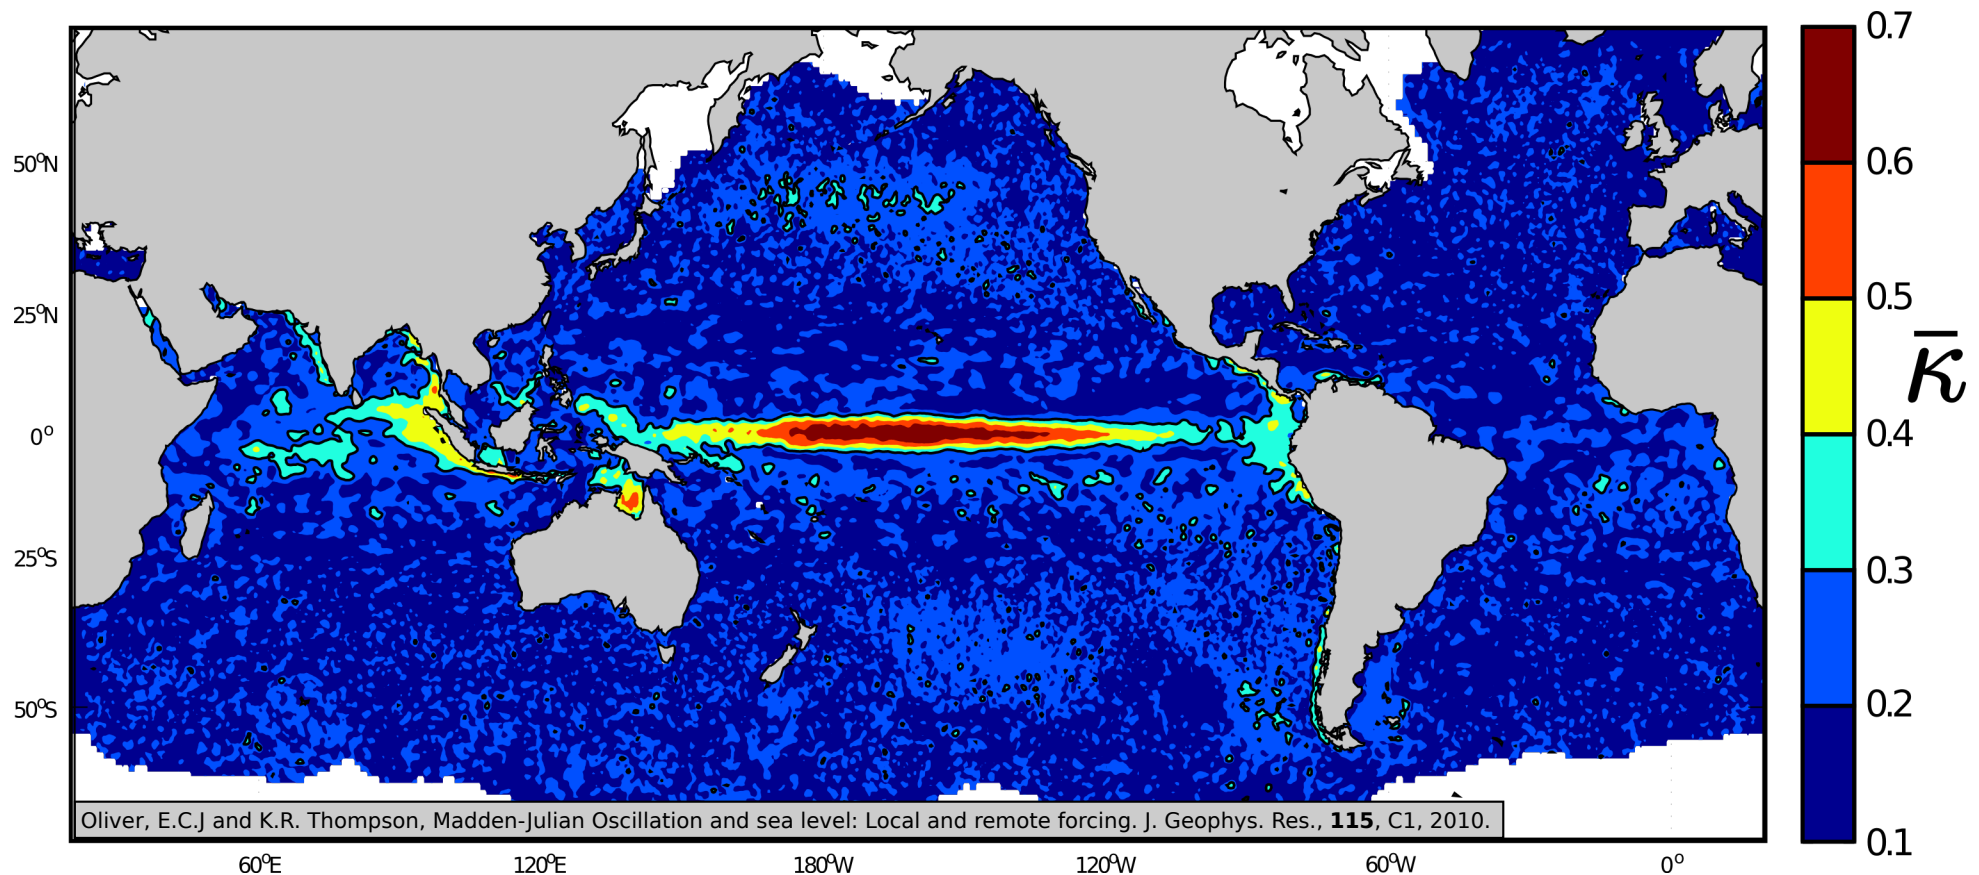 0.7
0.6
50°N
0.5
25°N
κ̄
0.4
0°
0.3
25°S
0.2
50°S
Oliver, E.C.J and K.R. Thompson, Madden-Julian Oscillation and sea level: Local and remote forcing. J. Geophys. Res., 115, C1, 2010.
0.1
60°E 120°E 180°W 120°W 60°W 0°